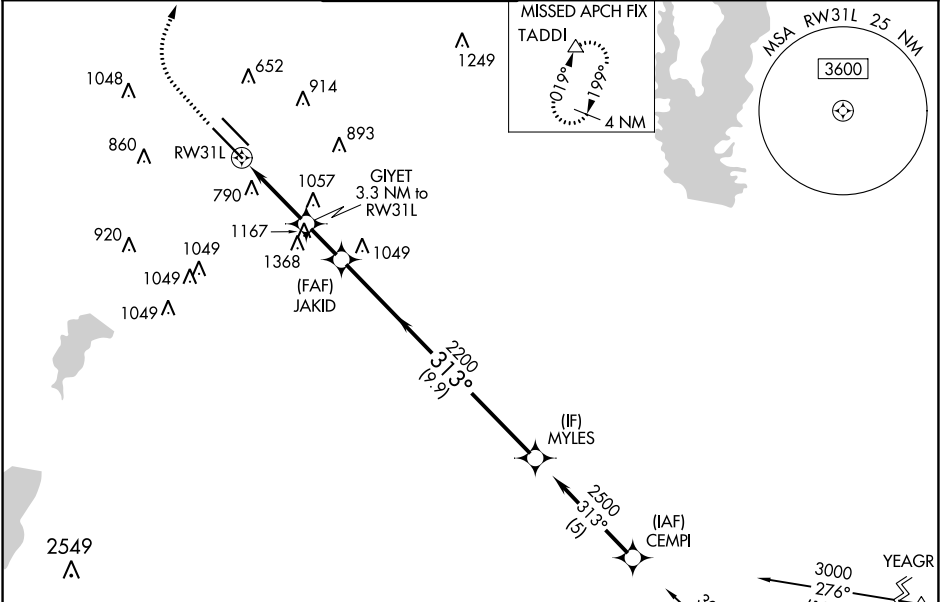 MISSED APCH FIX
TADDI
019°
199°
4 NM
MSA RW31L 25 NM
3600
1249
652
1048
914
893
860
RW31L
790
1057
GIYET
3.3 NM to
RW31L
1167
920
1368
1049
1049
1049
1049
(FAF)
JAKID
2200
313°
(9.9)
(IF)
MYLES
2500
313°
(5)
(IAF)
CEMPI
2549
YEAGR
3000
276°